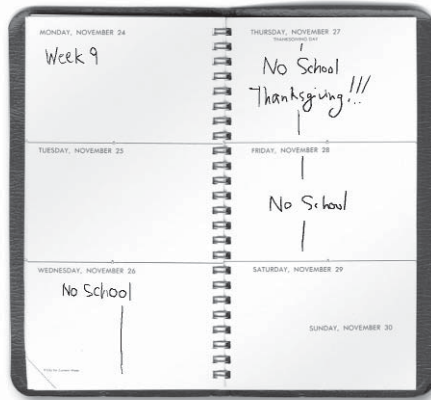 MONDAY, NOVEMBER 24
Week 9
TUESDAY, NOVEMBER 25
WEDNESDAY, NOVEMBER 26
No School
THURSDAY, NOVEMBER 27
THANKSGIVING DAY
No School
Thanksgiving!!!
FRIDAY, NOVEMBER 28
No School
SATURDAY, NOVEMBER 29
SUNDAY, NOVEMBER 30